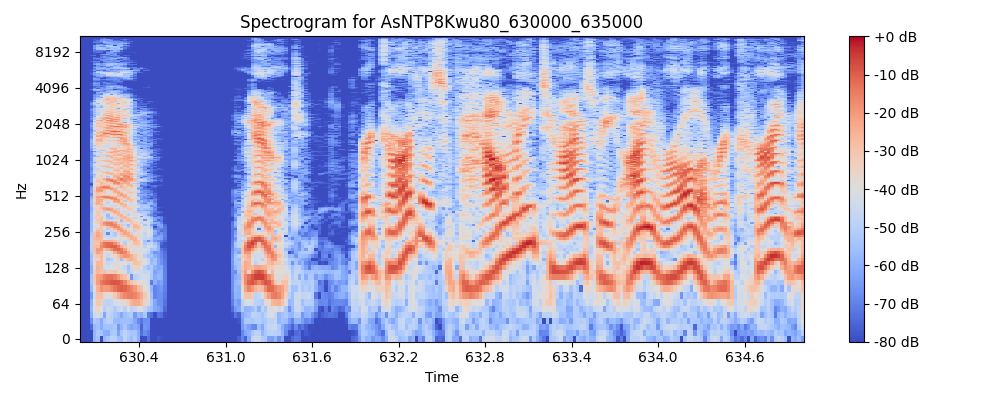 Spectrogram for AsNTP8Kwu80_630000_635000
Hz
8192
4096
2048
1024
512
256
128
64
0
630.4 631.0 631.6 632.2 632.8 633.4 634.0 634.6
Time
+0 dB
-10 dB
-20 dB
-30 dB
-40 dB
-50 dB
-60 dB
-70 dB
-80 dB